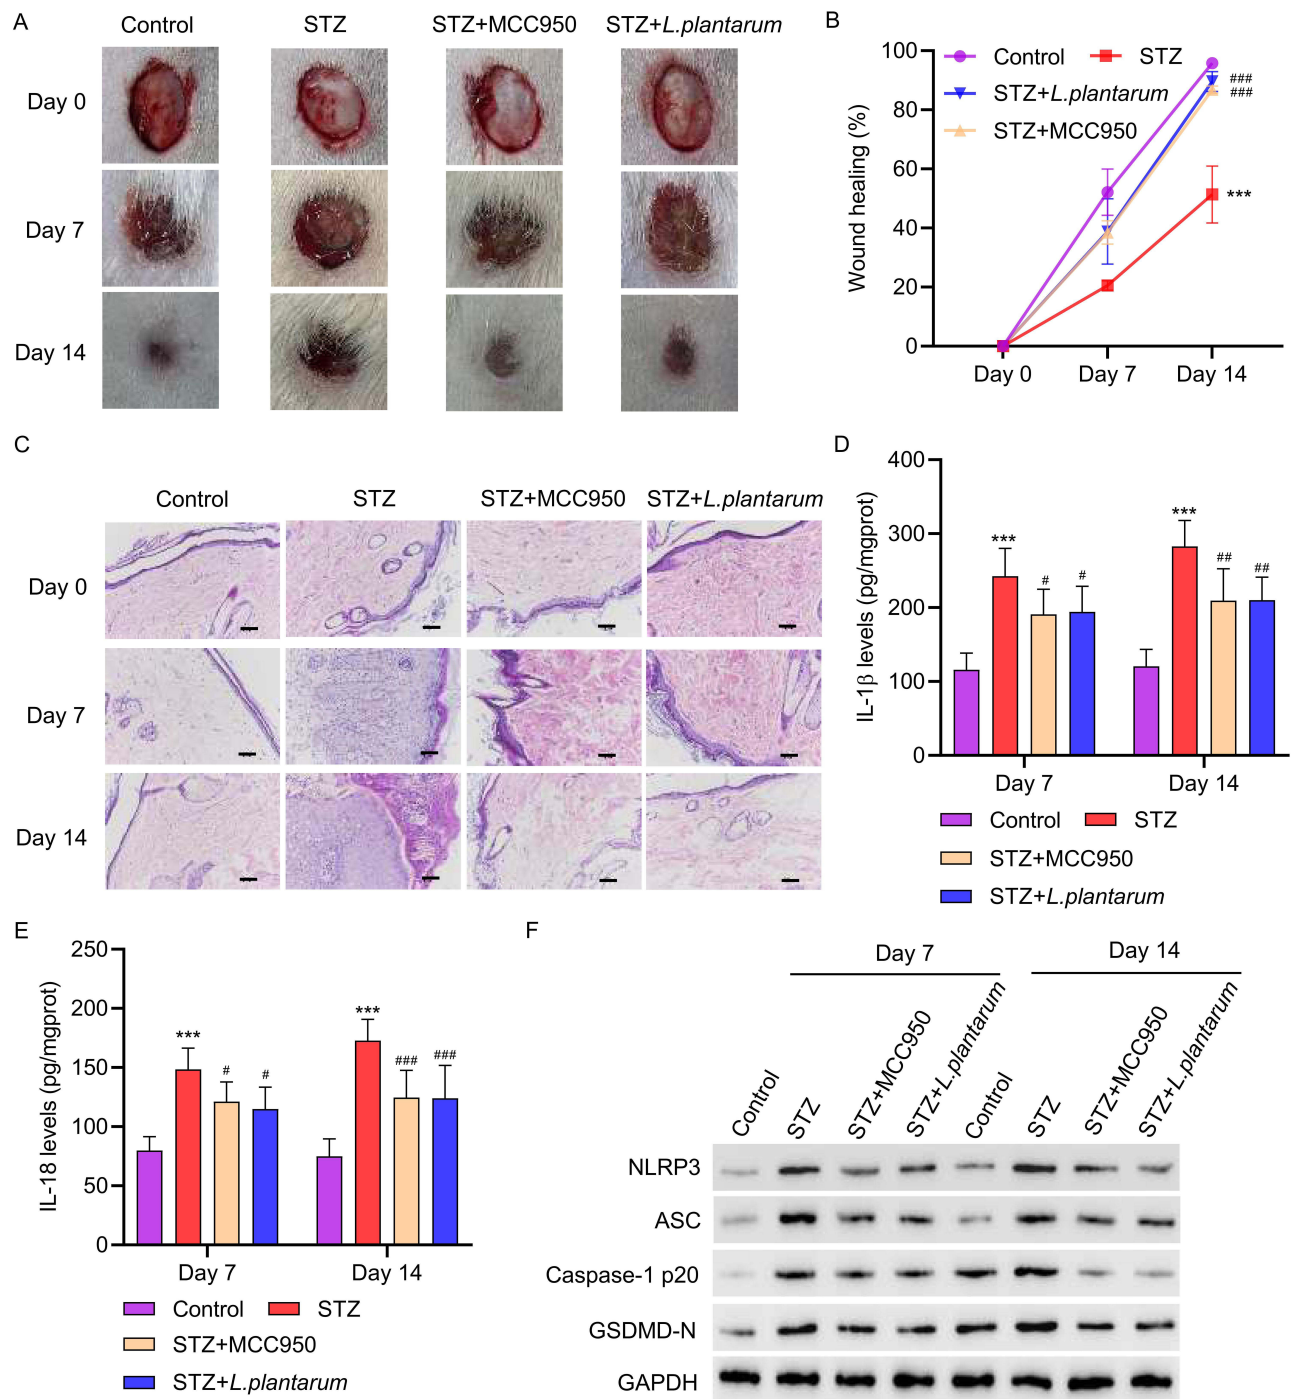 A
Control STZ STZ+MCC950 STZ+L.plantarum
Day 0
Day 7
Day 14
B
100
80
60
40
20
0
Wound healing (%)
Control STZ
STZ+L.plantarum
STZ+MCC950
###
###
***
Day 0 Day 7 Day 14
C
Control STZ STZ+MCC950 STZ+L.plantarum
Day 0
Day 7
Day 14
D
400
300
200
100
0
IL-1β levels (pg/mgprot)
*** # # *** ## ##
Day 7 Day 14
Control STZ
STZ+MCC950
STZ+L.plantarum
E
250
200
150
100
50
0
IL-18 levels (pg/mgprot)
*** # # *** ### ###
Day 7 Day 14
Control STZ
STZ+MCC950
STZ+L.plantarum
F
Day 7 Day 14
Control STZ STZ+MCC950 STZ+L.plantarum Control STZ STZ+MCC950 STZ+L.plantarum
NLRP3
ASC
Caspase-1 p20
GSDMD-N
GAPDH